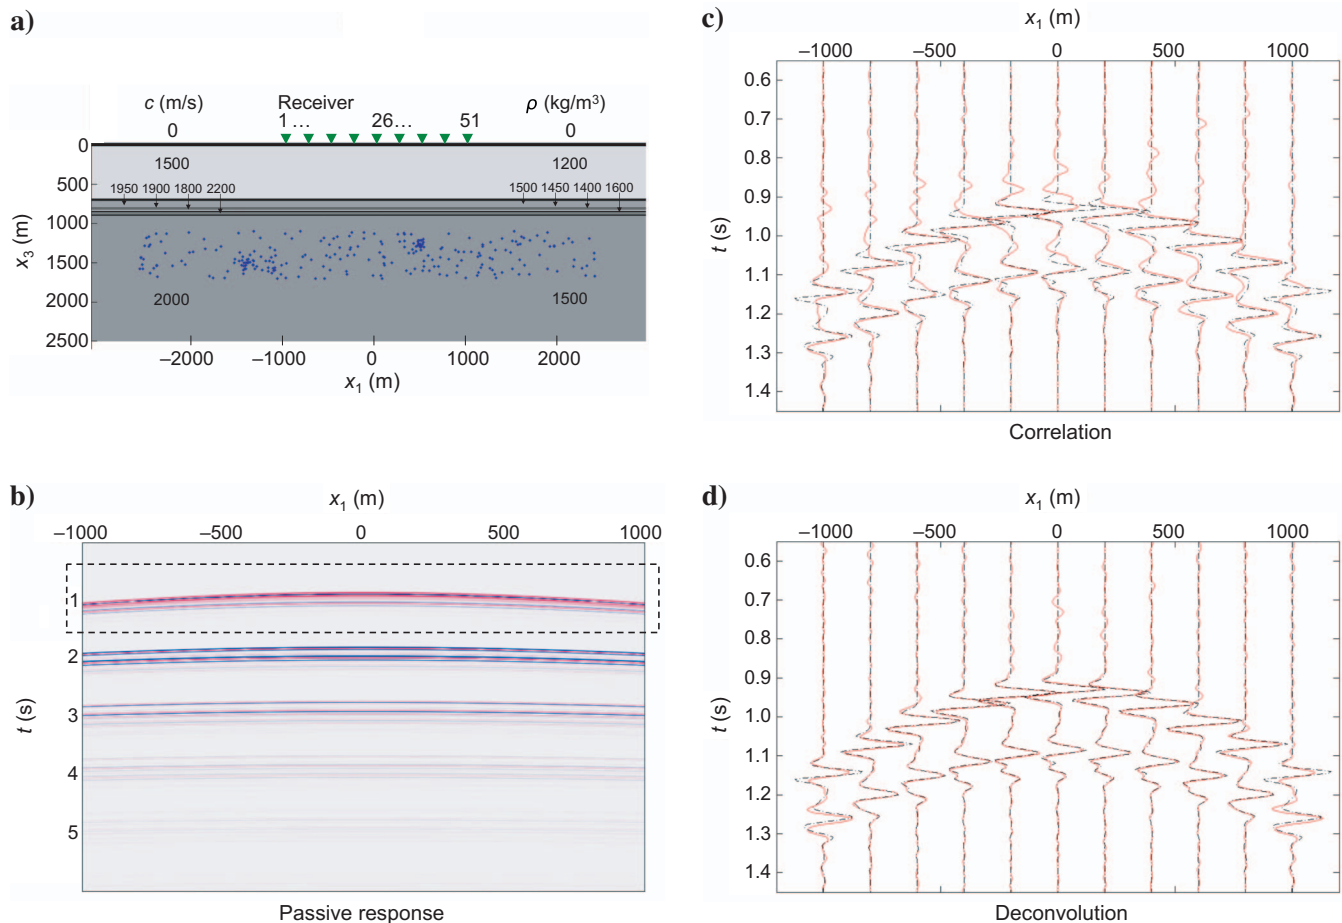 a)
c (m/s) Receiver ρ (kg/m³)
0 1 ... 26 ... 51 0
0
1500 1200
500
1950 1900 1800 2200 1500 1450 1400 1600
1000
1500
2000 1500
2000
2500
x₃ (m)
–2000 –1000 0 1000 2000
x₁ (m)
b)
x₁ (m)
–1000 –500 0 500 1000
1
2
3
4
5
t (s)
Passive response
c)
x₁ (m)
–1000 –500 0 500 1000
0.6
0.7
0.8
0.9
1.0
1.1
1.2
1.3
1.4
t (s)
Correlation
d)
x₁ (m)
–1000 –500 0 500 1000
0.6
0.7
0.8
0.9
1.0
1.1
1.2
1.3
1.4
t (s)
Deconvolution